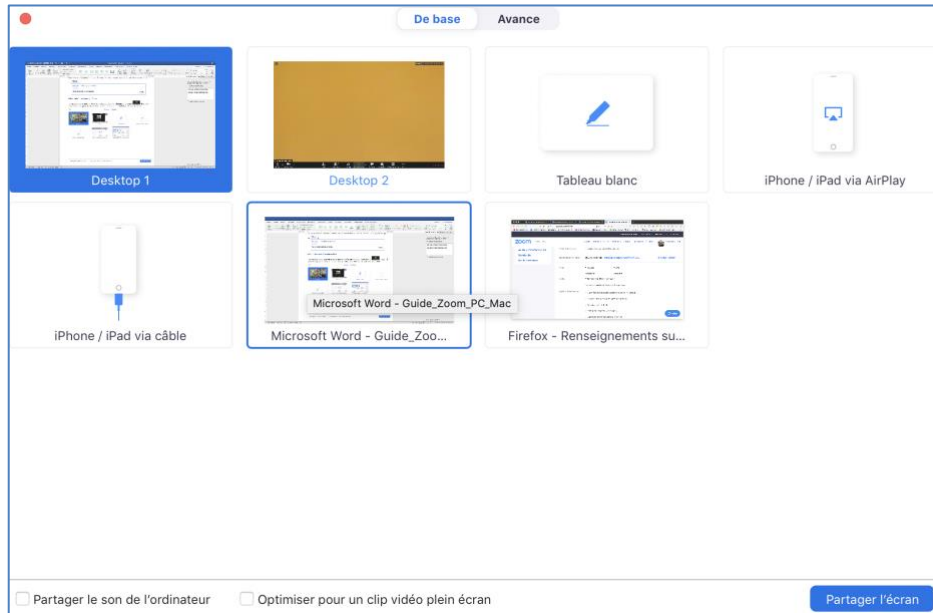 De base
Avance
Desktop 1
Desktop 2
Tableau blanc
iPhone / iPad via AirPlay
iPhone / iPad via câble
Microsoft Word - Guide_Zoom_PC_Mac
Microsoft Word - Guide_Zoo...
zoom
Firefox - Renseignements su...
Partager le son de l'ordinateur
Optimiser pour un clip vidéo plein écran
Partager l'écran